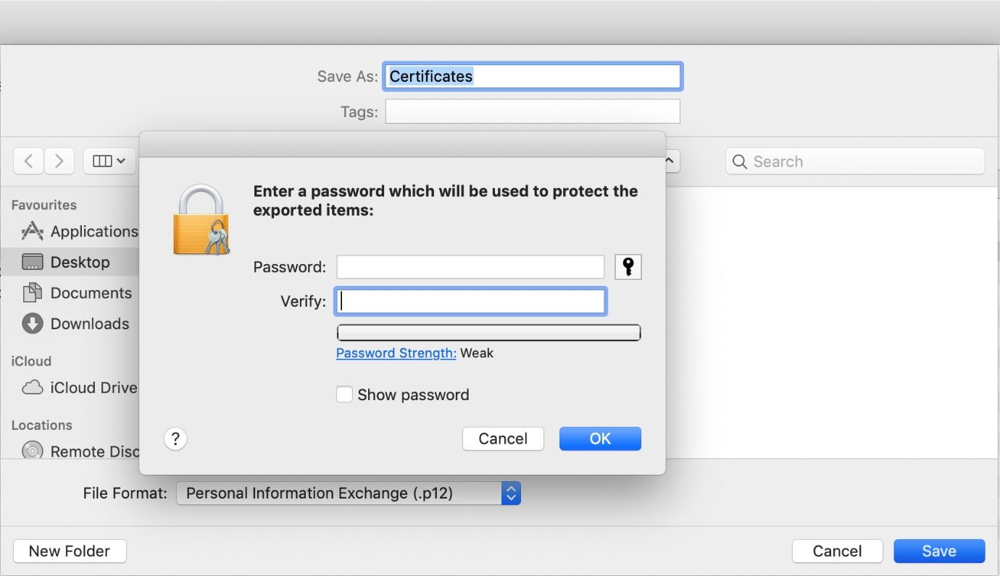 Save As: Certificates
Tags:
Search
Favourites
Applications
Desktop
Documents
Downloads
iCloud
iCloud Drive
Locations
Remote Disc
Enter a password which will be used to protect the
exported items:
Password:
Verify:
Password Strength: Weak
Show password
? Cancel OK
File Format: Personal Information Exchange (.p12)
New Folder Cancel Save